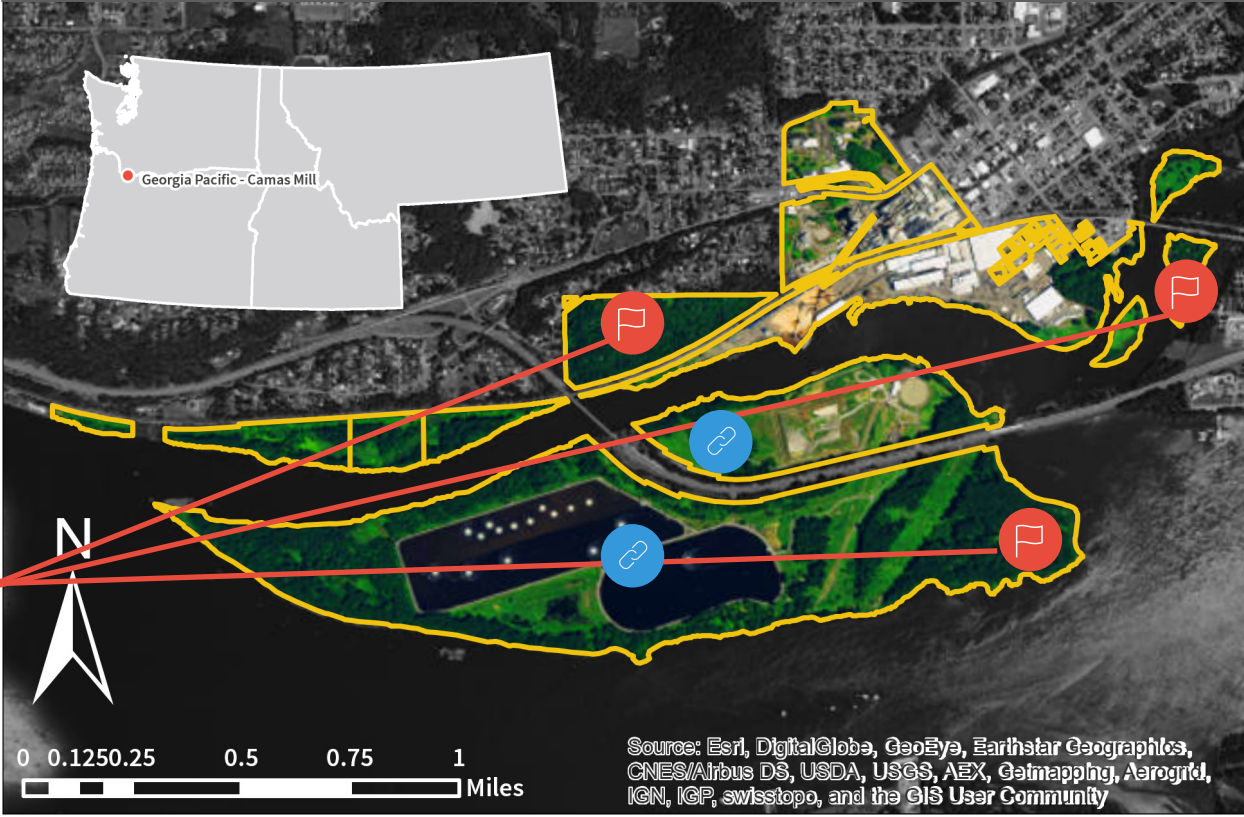 Georgia Pacific - Camas Mill
N
0 0.1250.25 0.5 0.75 1
Miles
Source: Esri, DigitalGlobe, GeoEye, Earthstar Geographics,
CNES/Airbus DS, USDA, USGS, AEX, Getmapping, Aerogrid,
IGN, IGP, swisstopo, and the GIS User Community